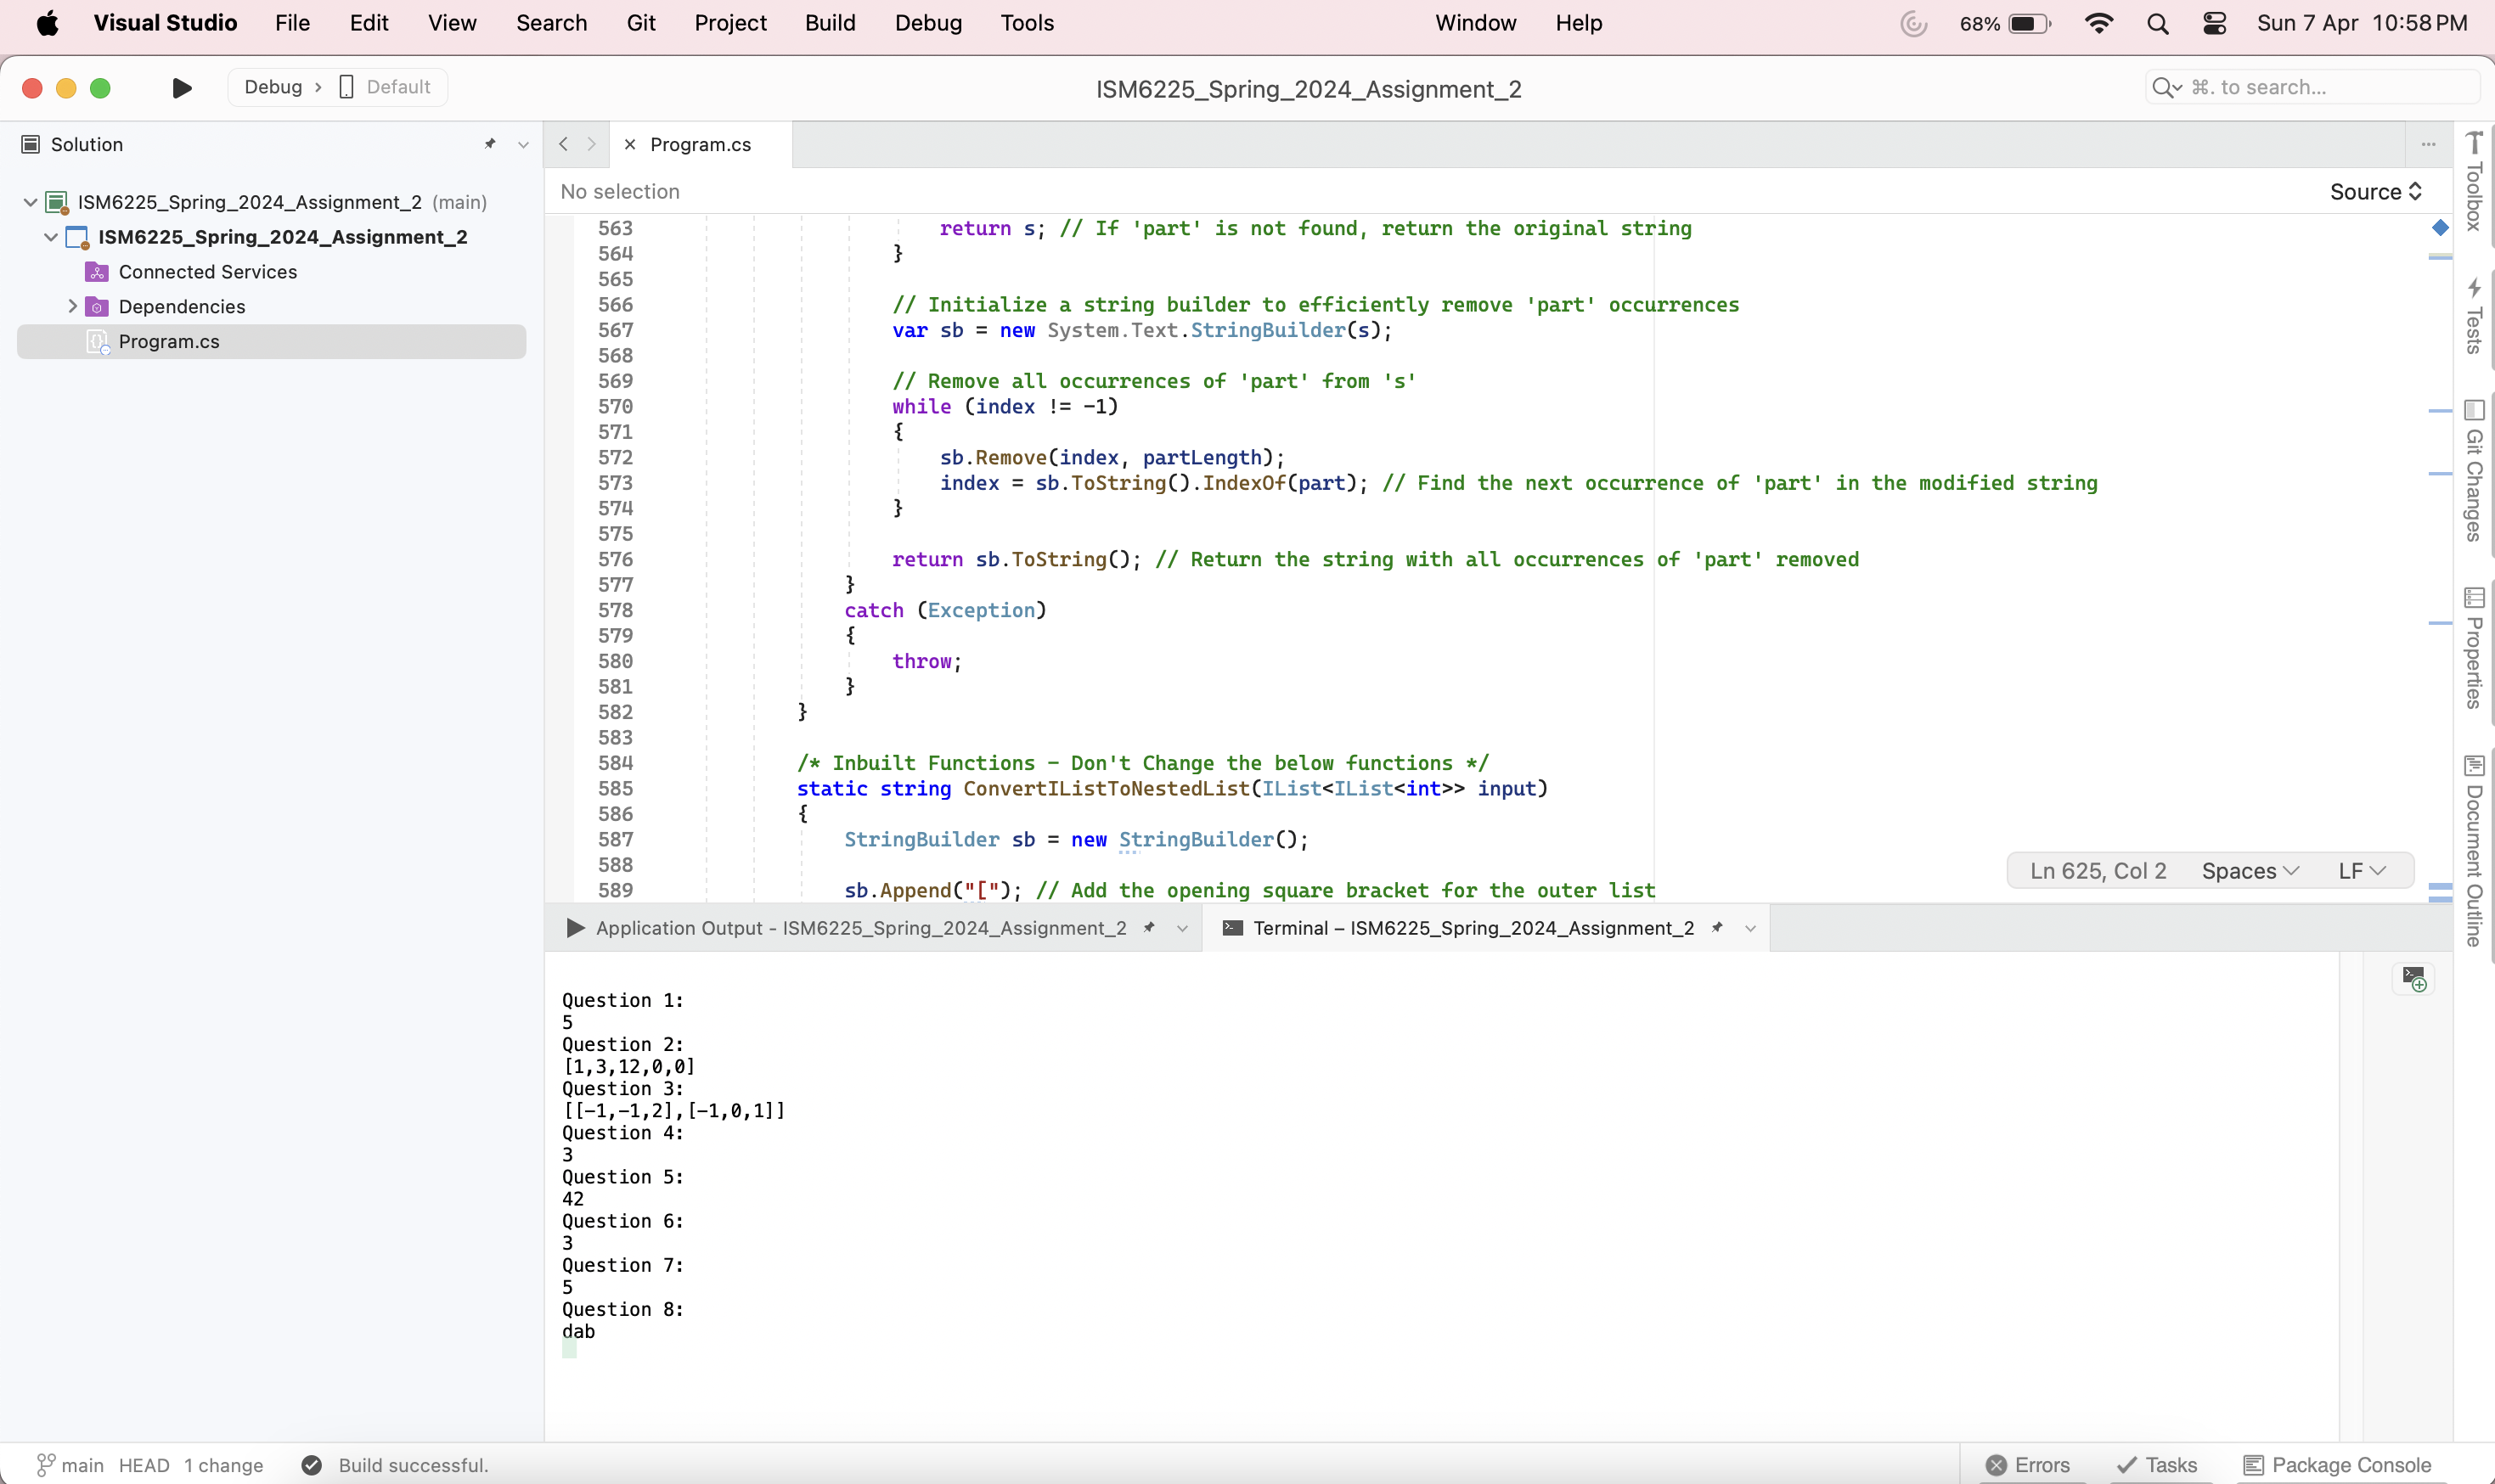 Visual Studio File Edit View Search Git Project Build Debug Tools Window Help 68% Sun 7 Apr 10:58 PM
Debug › Default
ISM6225_Spring_2024_Assignment_2
⌘. to search...
Solution
ISM6225_Spring_2024_Assignment_2 (main)
ISM6225_Spring_2024_Assignment_2
Connected Services
Dependencies
Program.cs
Program.cs
No selection
Source
563 return s; // If 'part' is not found, return the original string
564 }
565
566 // Initialize a string builder to efficiently remove 'part' occurrences
567 var sb = new System.Text.StringBuilder(s);
568
569 // Remove all occurrences of 'part' from 's'
570 while (index != -1)
571 {
572 sb.Remove(index, partLength);
573 index = sb.ToString().IndexOf(part); // Find the next occurrence of 'part' in the modified string
574 }
575
576 return sb.ToString(); // Return the string with all occurrences of 'part' removed
577 }
578 catch (Exception)
579 {
580 throw;
581 }
582 }
583
584 /* Inbuilt Functions - Don't Change the below functions */
585 static string ConvertIListToNestedList(IList<IList<int>> input)
586 {
587 StringBuilder sb = new StringBuilder();
588
589 sb.Append("["); // Add the opening square bracket for the outer list
Ln 625, Col 2 Spaces LF
Toolbox
Tests
Git Changes
Properties
Document Outline
Application Output - ISM6225_Spring_2024_Assignment_2
Terminal – ISM6225_Spring_2024_Assignment_2
Question 1:
5
Question 2:
[1,3,12,0,0]
Question 3:
[[-1,-1,2],[-1,0,1]]
Question 4:
3
Question 5:
42
Question 6:
3
Question 7:
5
Question 8:
dab
main HEAD 1 change Build successful.
Errors Tasks Package Console